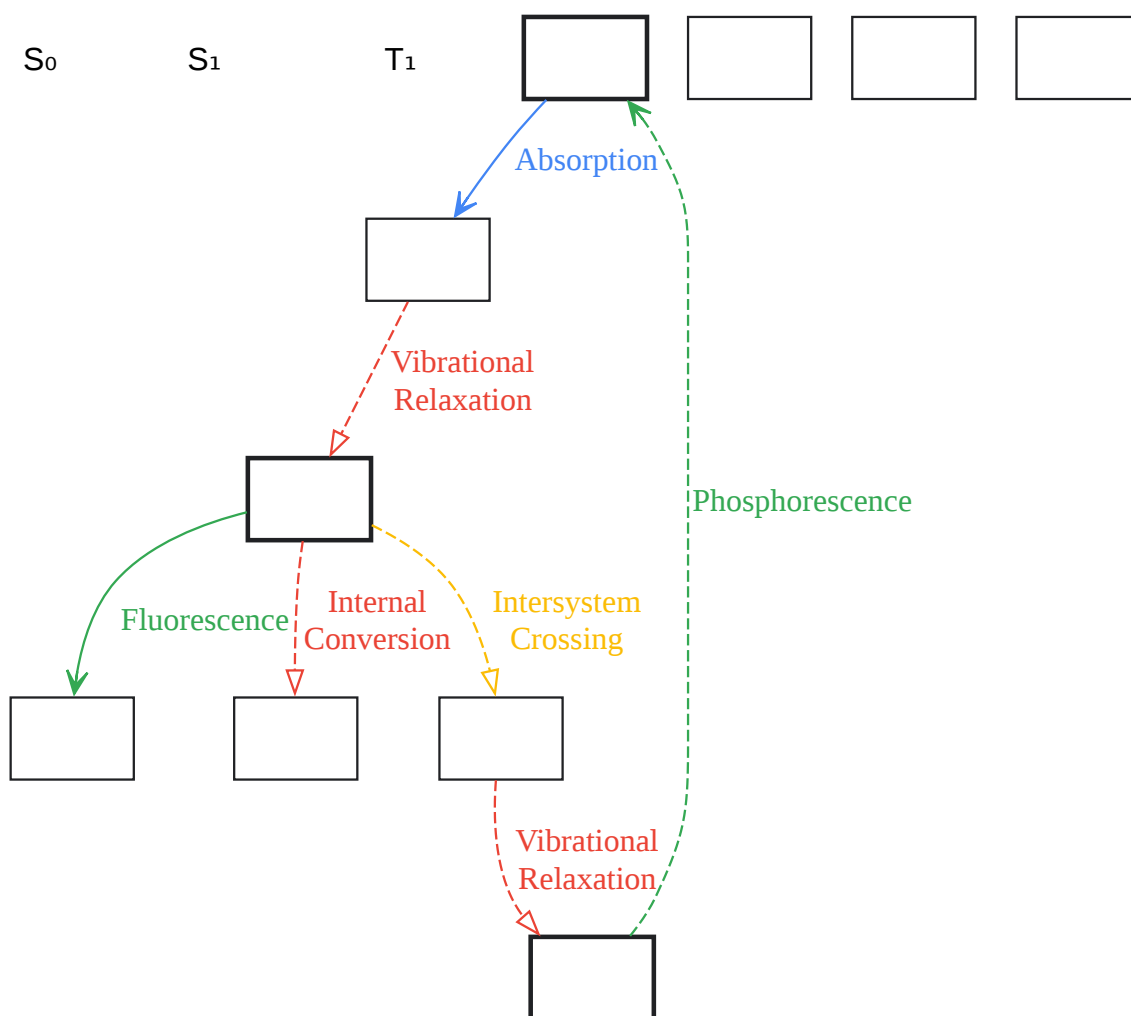 S₀ S₁ T₁
Absorption
Vibrational
Relaxation
Phosphorescence
Fluorescence
Internal
Conversion
Intersystem
Crossing
Vibrational
Relaxation